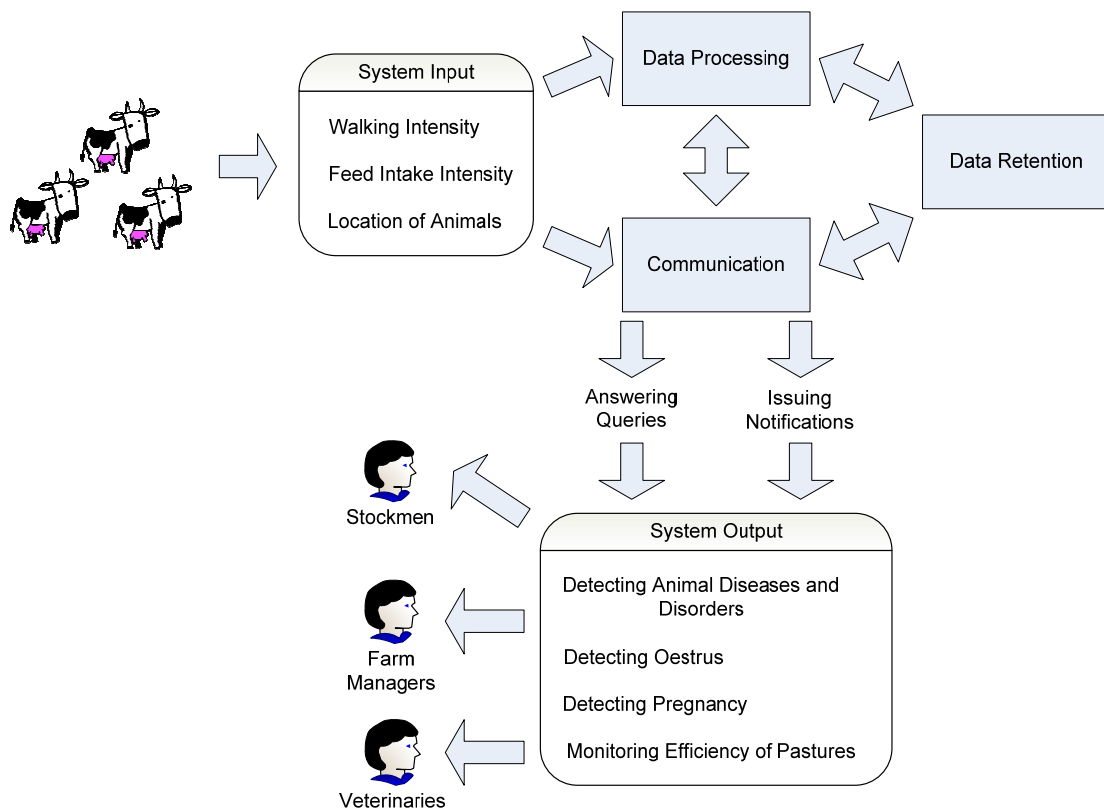 System Input
Walking Intensity
Feed Intake Intensity
Location of Animals
Data Processing
Data Retention
Communication
Answering
Queries
Issuing
Notifications
Stockmen
Farm
Managers
Veterinaries
System Output
Detecting Animal Diseases and
Disorders
Detecting Oestrus
Detecting Pregnancy
Monitoring Efficiency of Pastures